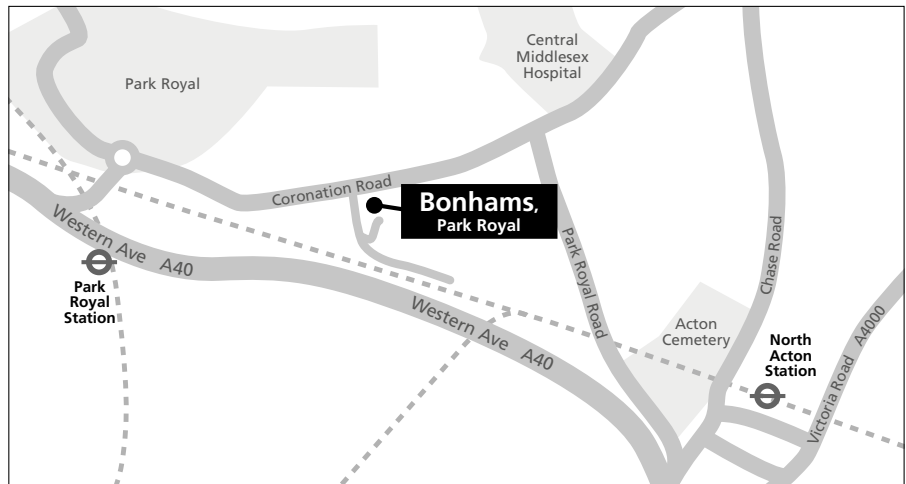 Central
Middlesex
Hospital
Park Royal
Coronation Road
Bonhams,
Park Royal
Western Ave A40
Park
Royal
Station
Park Royal Road
Chase Road
Western Ave A40
Acton
Cemetery
North
Acton
Station
Victoria Road A4000